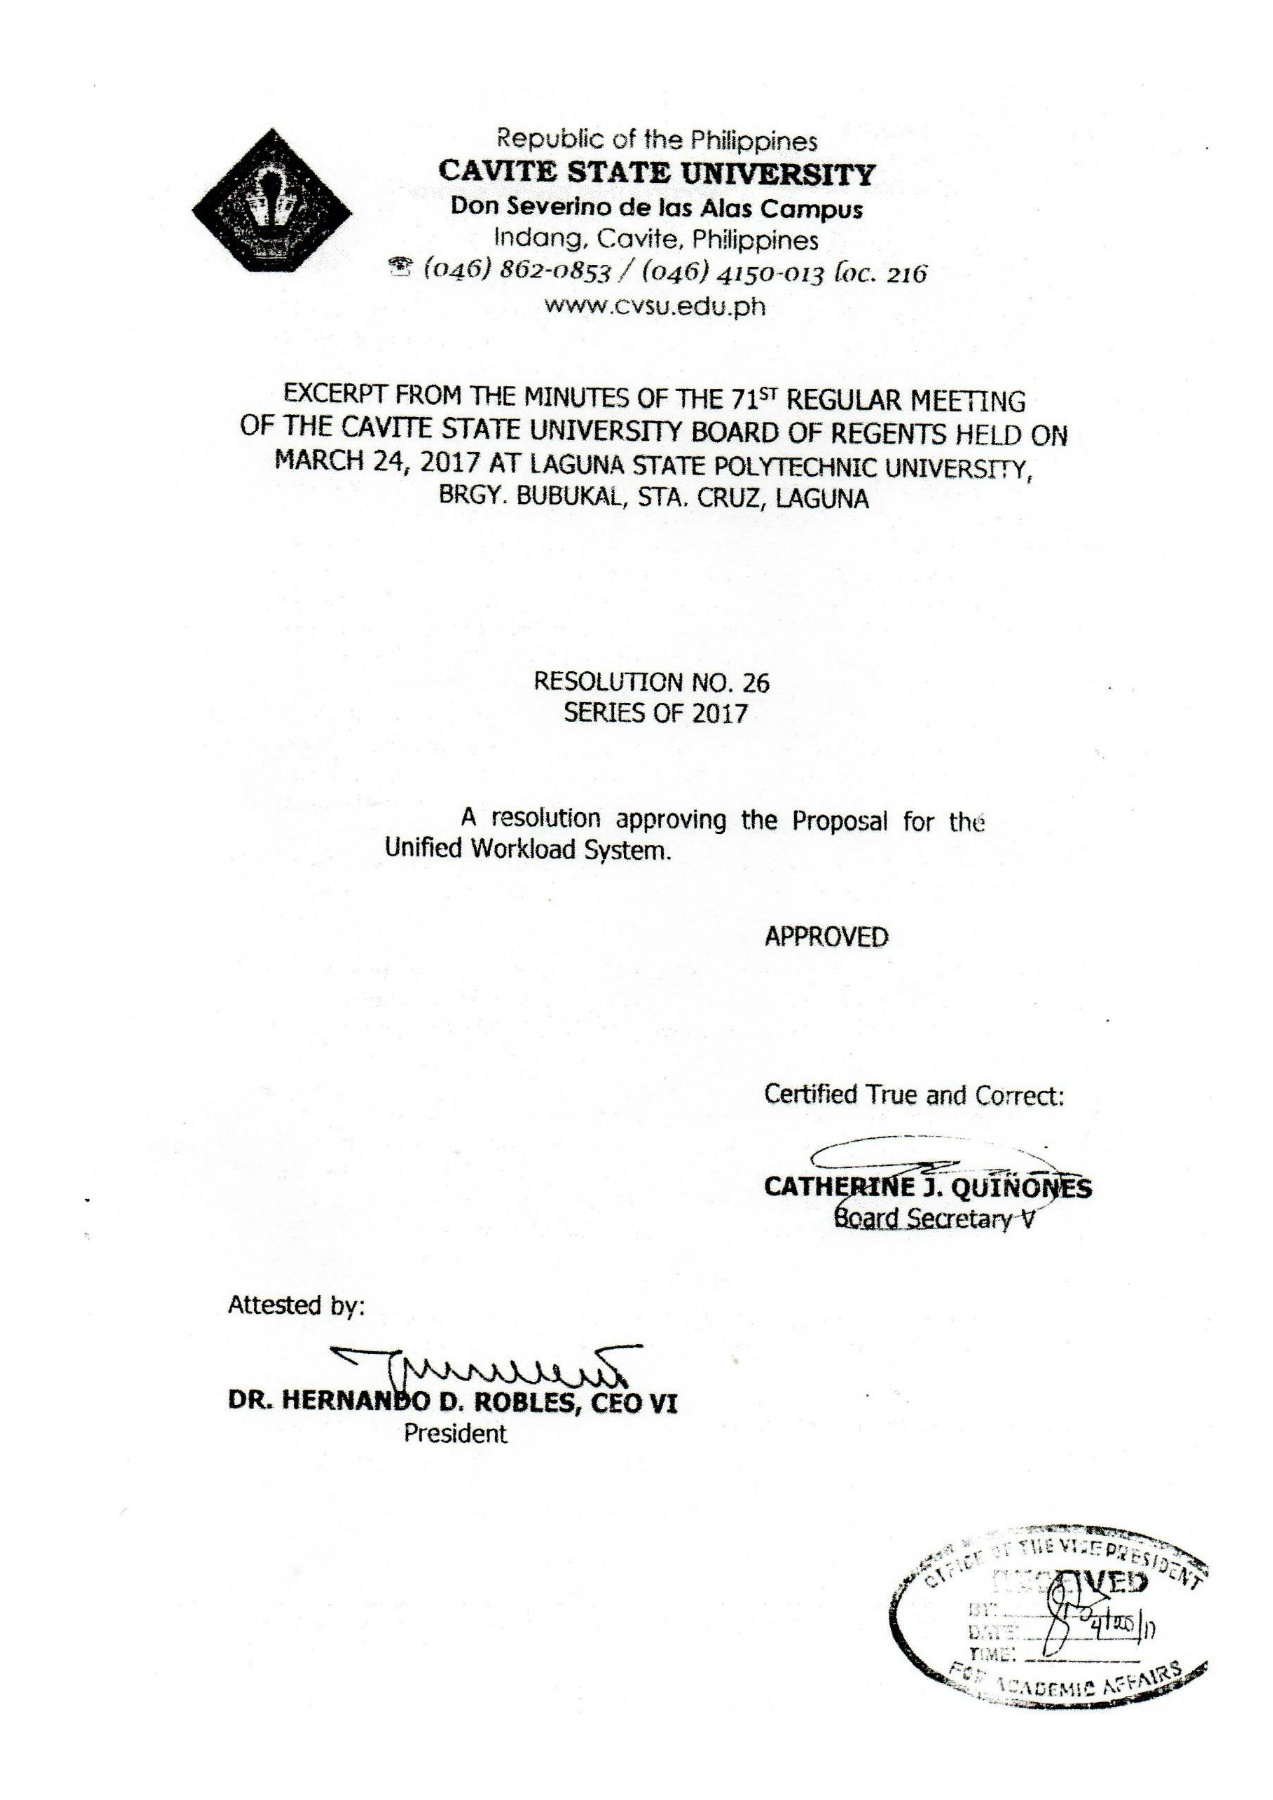 Republic of the Philippines
CAVITE STATE UNIVERSITY
Don Severino de las Alas Campus
Indang, Cavite, Philippines
☏ (046) 862-0853 / (046) 4150-013 loc. 216
www.cvsu.edu.ph
EXCERPT FROM THE MINUTES OF THE 71ST REGULAR MEETING
OF THE CAVITE STATE UNIVERSITY BOARD OF REGENTS HELD ON
MARCH 24, 2017 AT LAGUNA STATE POLYTECHNIC UNIVERSITY,
BRGY. BUBUKAL, STA. CRUZ, LAGUNA
RESOLUTION NO. 26
SERIES OF 2017
A resolution approving the Proposal for the
Unified Workload System.
APPROVED
Certified True and Correct:
CATHERINE J. QUIÑONES
Board Secretary V
Attested by:
DR. HERNANDO D. ROBLES, CEO VI
President
OFFICE OF THE VICE PRESIDENT
RECEIVED
BY:
DATE: 04/20/17
TIME:
FOR ACADEMIC AFFAIRS